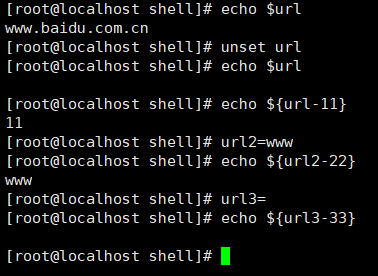 [root@localhost shell]# echo $url
www.baidu.com.cn
[root@localhost shell]# unset url
[root@localhost shell]# echo $url

[root@localhost shell]# echo ${url-11}
11
[root@localhost shell]# url2=www
[root@localhost shell]# echo ${url2-22}
www
[root@localhost shell]# url3=
[root@localhost shell]# echo ${url3-33}

[root@localhost shell]#